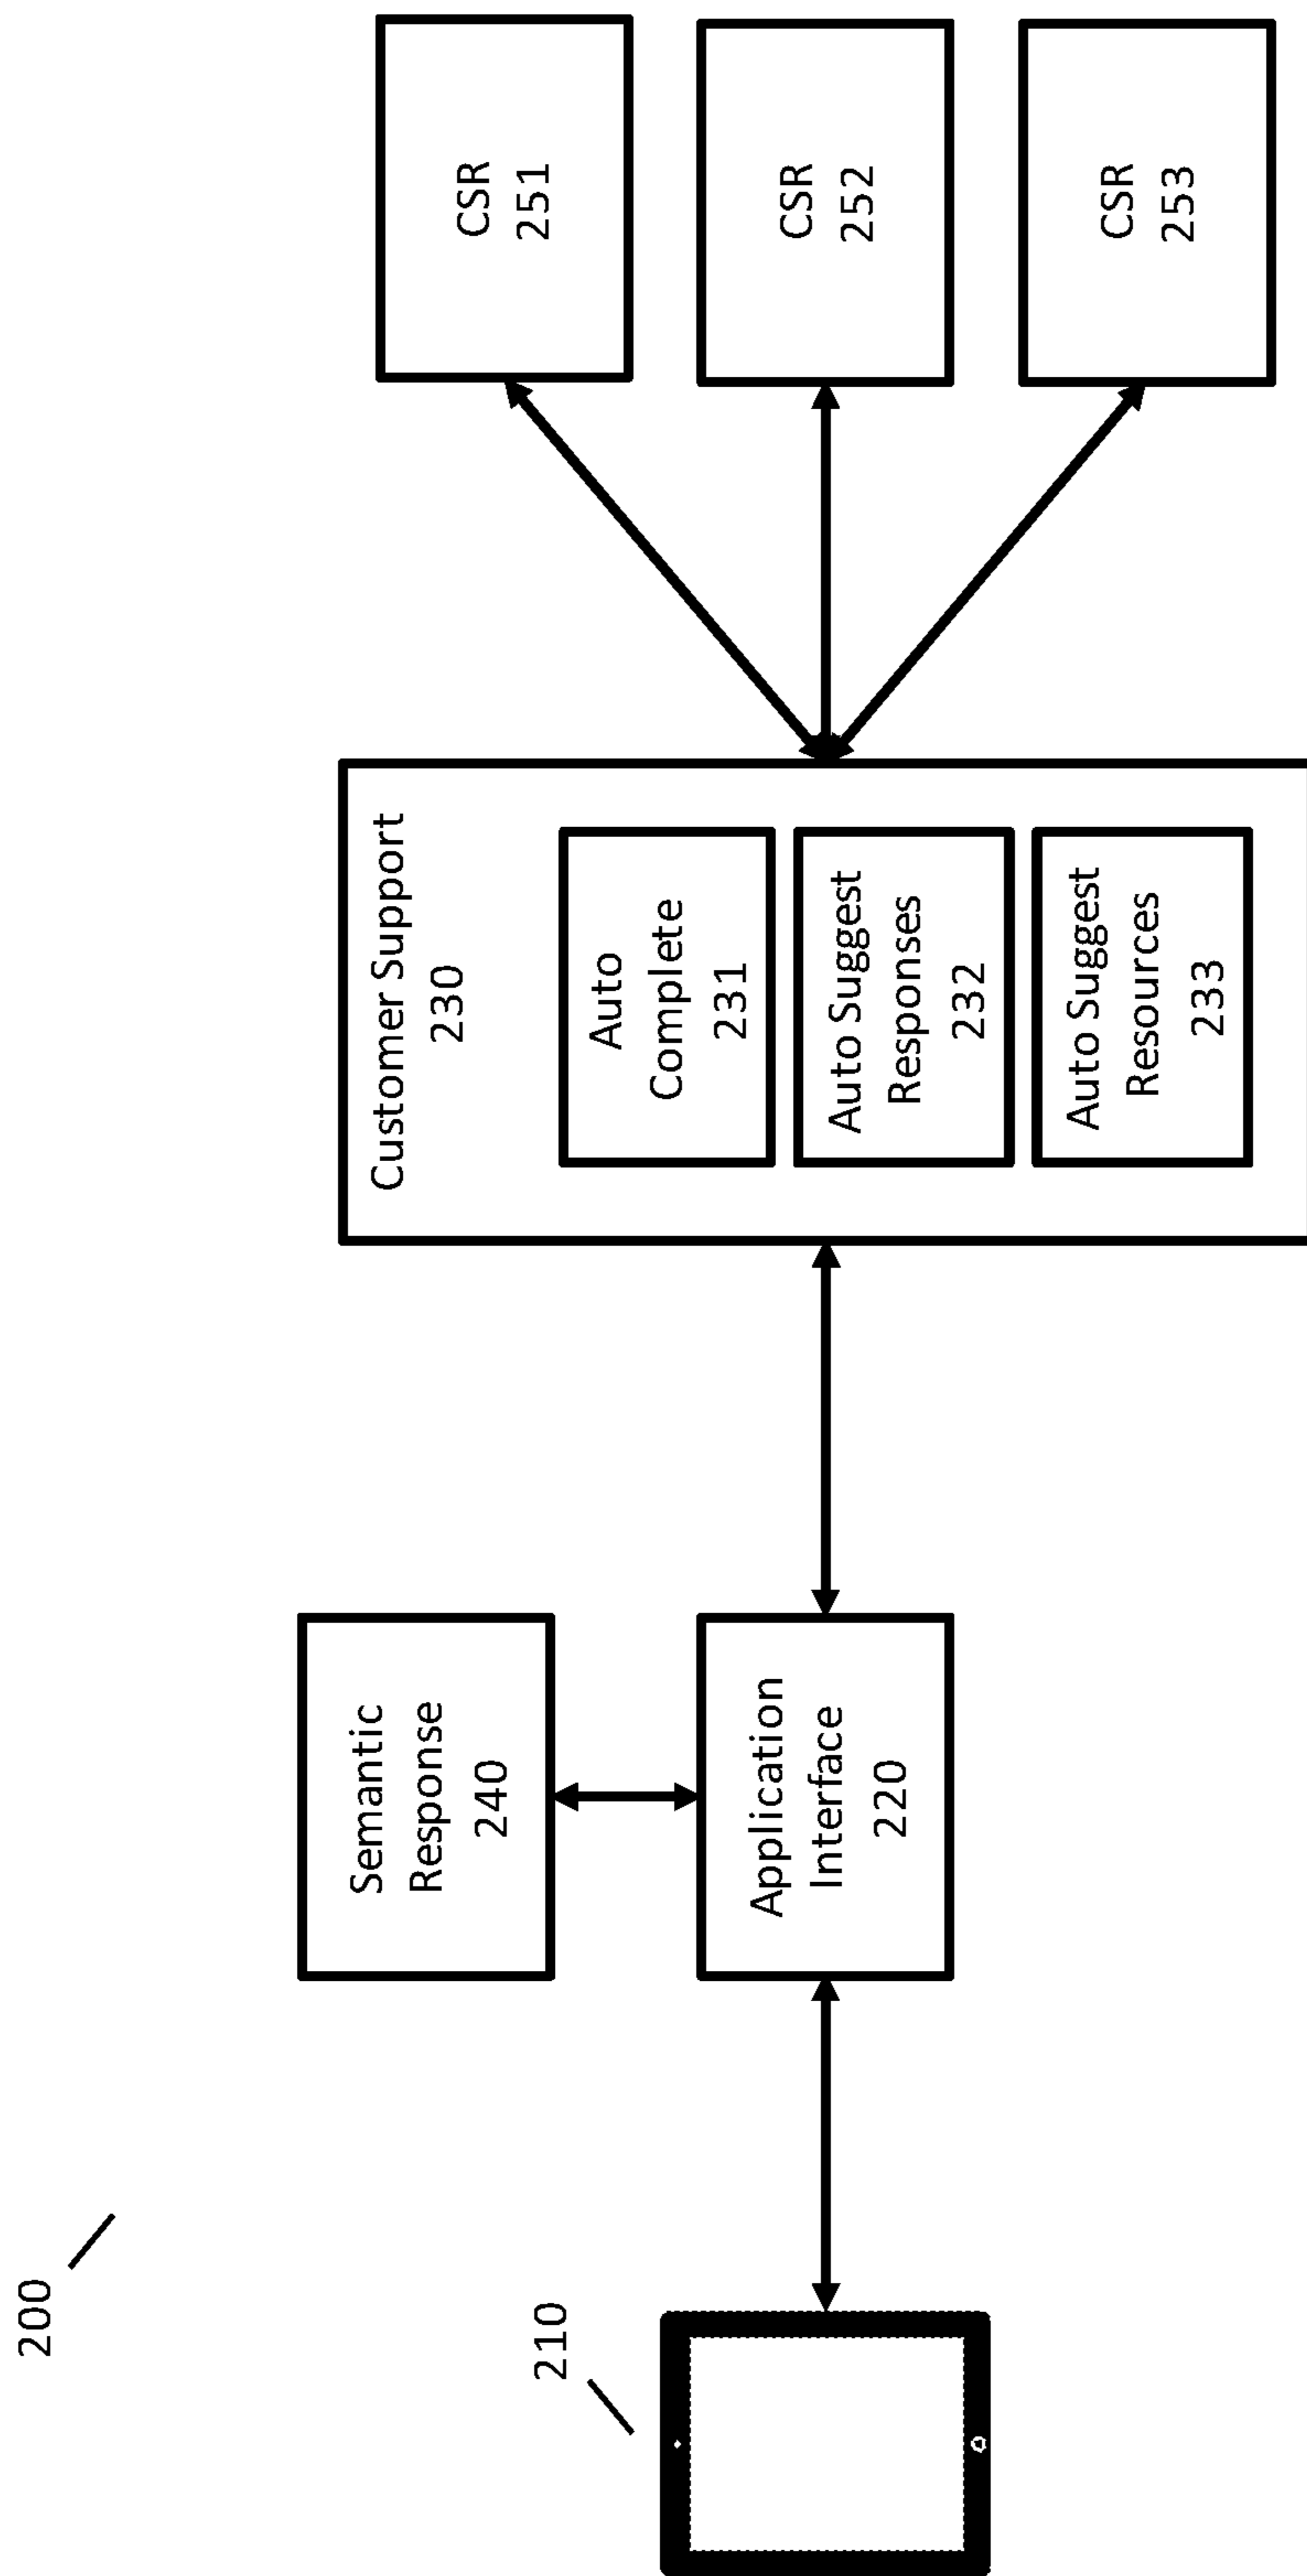 200
210
Semantic
Response
240
Application
Interface
220
Customer Support
230
Auto
Complete
231
Auto Suggest
Responses
232
Auto Suggest
Resources
233
CSR
251
CSR
252
CSR
253